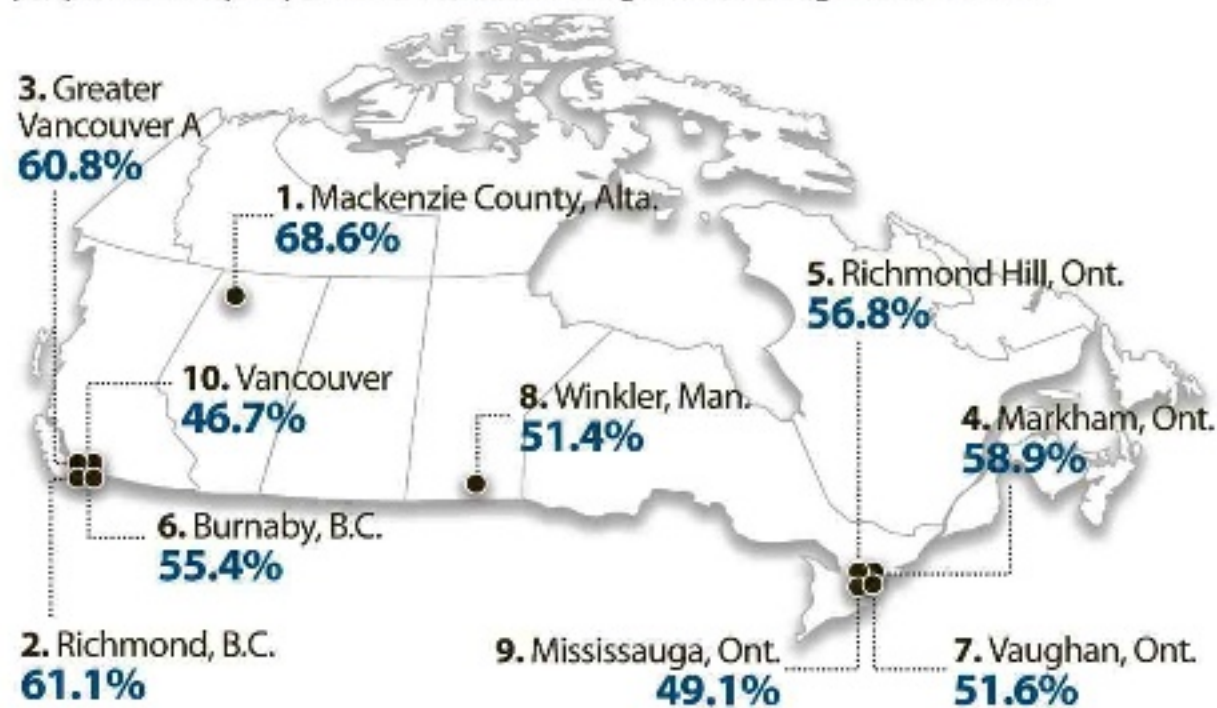 3. Greater
Vancouver A
60.8%
1. Mackenzie County, Alta.
68.6%
5. Richmond Hill, Ont.
56.8%
10. Vancouver
46.7%
8. Winkler, Man.
51.4%
4. Markham, Ont.
58.9%
6. Burnaby, B.C.
55.4%
2. Richmond, B.C.
61.1%
9. Mississauga, Ont.
49.1%
7. Vaughan, Ont.
51.6%